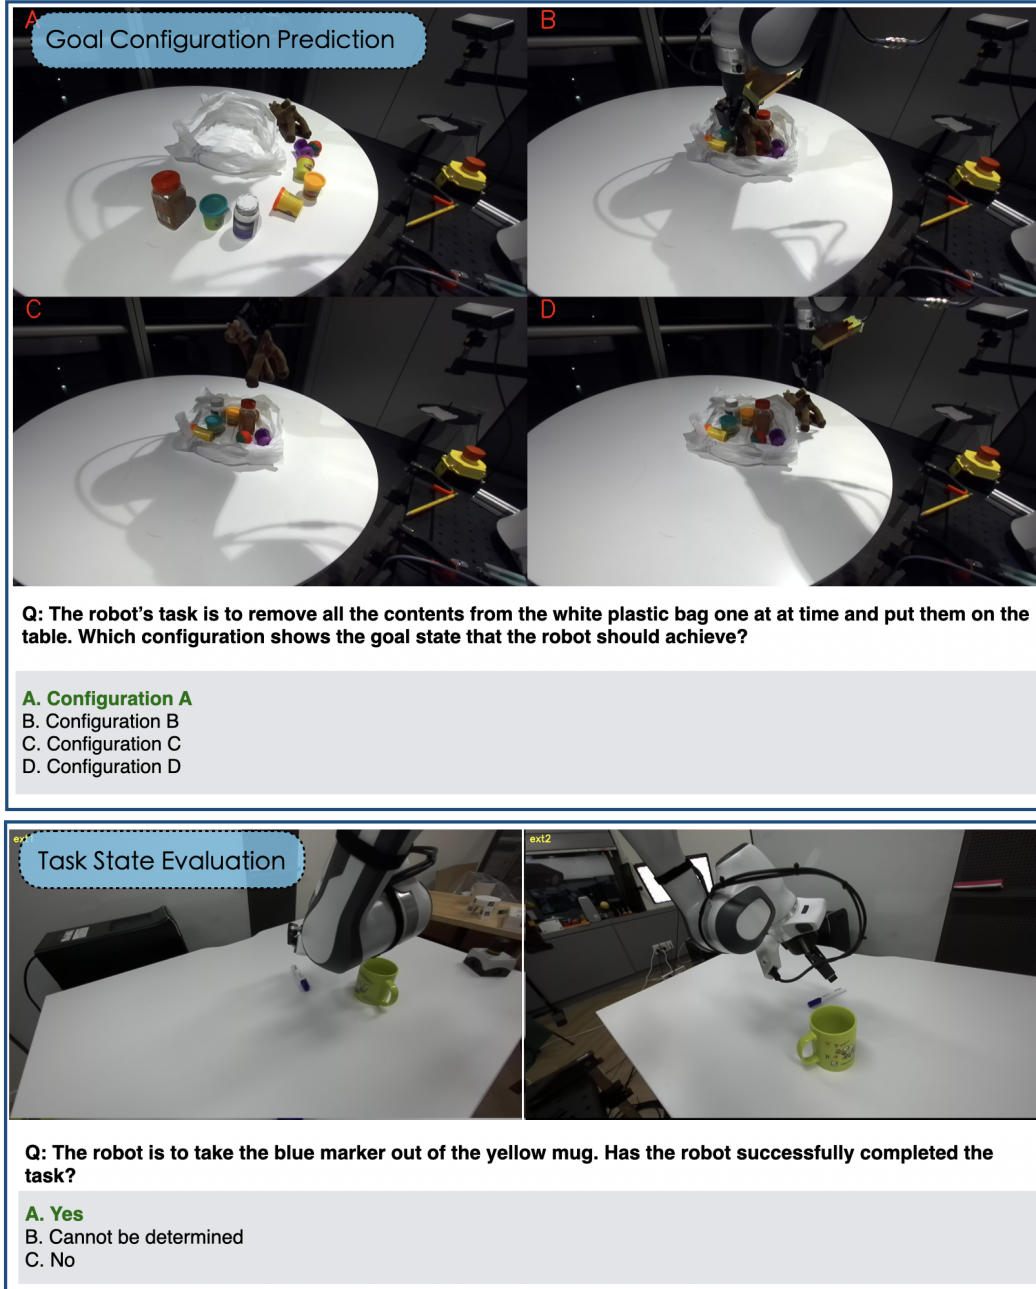 A
Goal Configuration Prediction
B
C
D
Q: The robot's task is to remove all the contents from the white plastic bag one at at time and put them on the
table. Which configuration shows the goal state that the robot should achieve?
A. Configuration A
B. Configuration B
C. Configuration C
D. Configuration D
ext1
Task State Evaluation
ext2
Q: The robot is to take the blue marker out of the yellow mug. Has the robot successfully completed the
task?
A. Yes
B. Cannot be determined
C. No